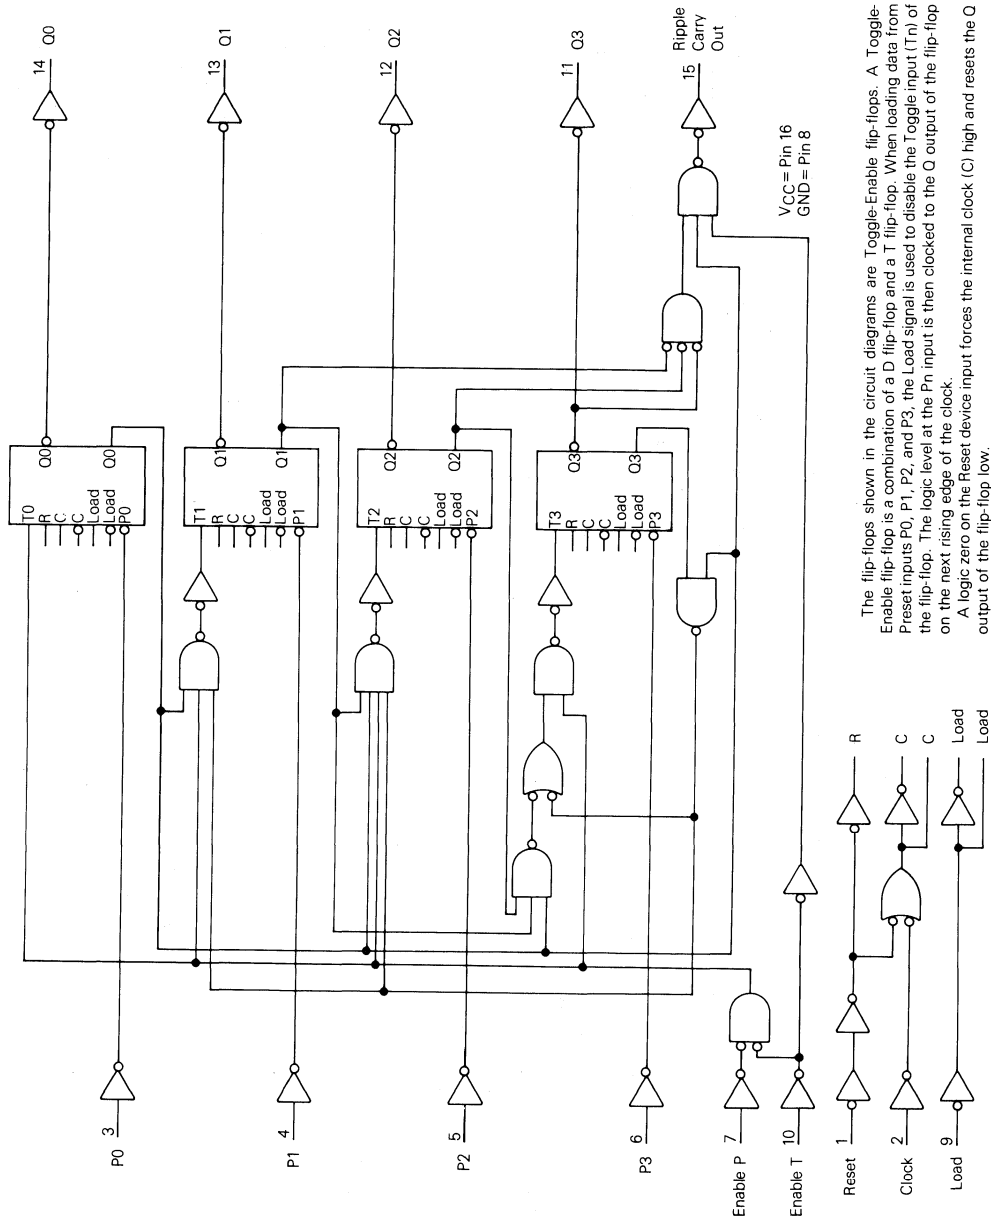 14 Q0
13 Q1
12 Q2
11 Q3
15
Ripple
Carry
Out
VCC = Pin 16
GND = Pin 8
T0
R
C
C
Load
Load
P0
Q0
Q0
T1
R
C
C
Load
Load
P1
Q1
Q1
T2
R
C
C
Load
Load
P2
Q2
Q2
T3
R
C
C
Load
Load
P3
Q3
Q3
P0 3
P1 4
P2 5
P3 6
Enable P 7
Enable T 10
Reset 1
Clock 2
Load 9
R
C
C
Load
Load
The flip-flops shown in the circuit diagrams are Toggle-Enable flip-flops. A Toggle-
Enable flip-flop is a combination of a D flip-flop and a T flip-flop. When loading data from
Preset inputs P0, P1, P2, and P3, the Load signal is used to disable the Toggle input (Tn) of
the flip-flop. The logic level at the Pn input is then clocked to the Q output of the flip-flop
on the next rising edge of the clock.
A logic zero on the Reset device input forces the internal clock (C) high and resets the Q
output of the flip-flop low.